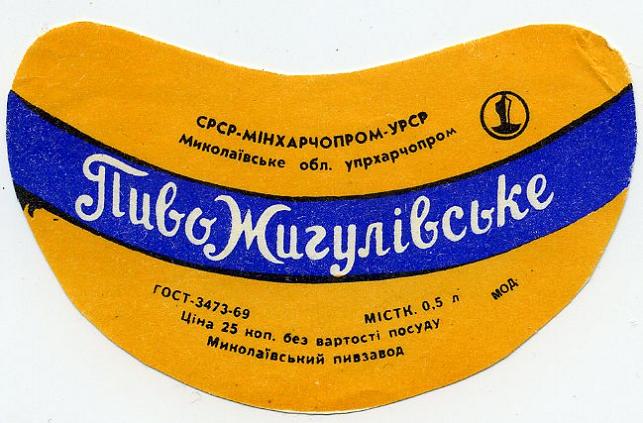 СРСР-МІНХАРЧОПРОМ-УРСР
Миколаївське обл. упрхарчопром
Пиво Жигулівське
ГОСТ-3473-69 МІСТК. 0,5 л МОД.
Ціна 25 коп. без вартості посуду
Миколаївський пивзавод